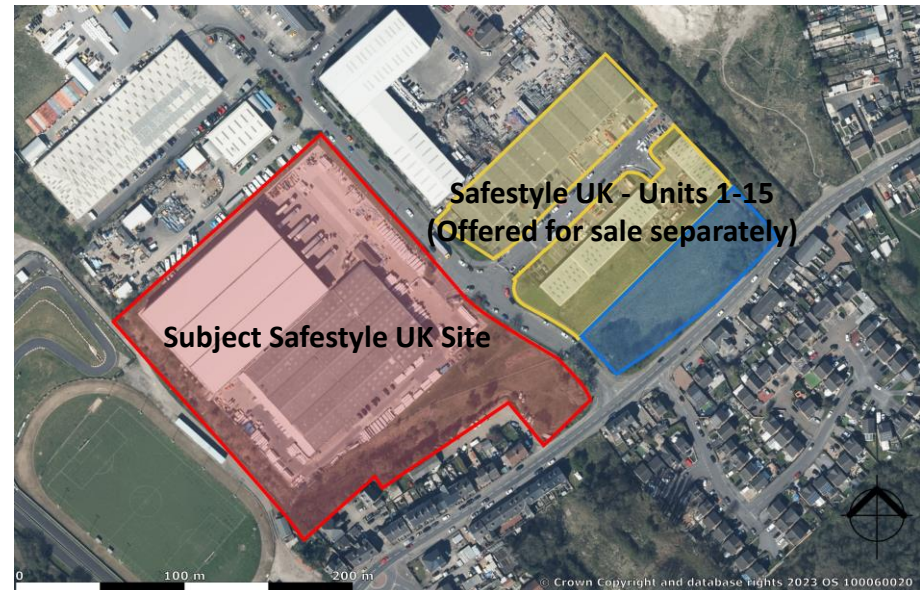 Safestyle UK - Units 1-15
(Offered for sale separately)
Subject Safestyle UK Site
0 100 m 200 m
© Crown Copyright and database rights 2023 OS 100060020